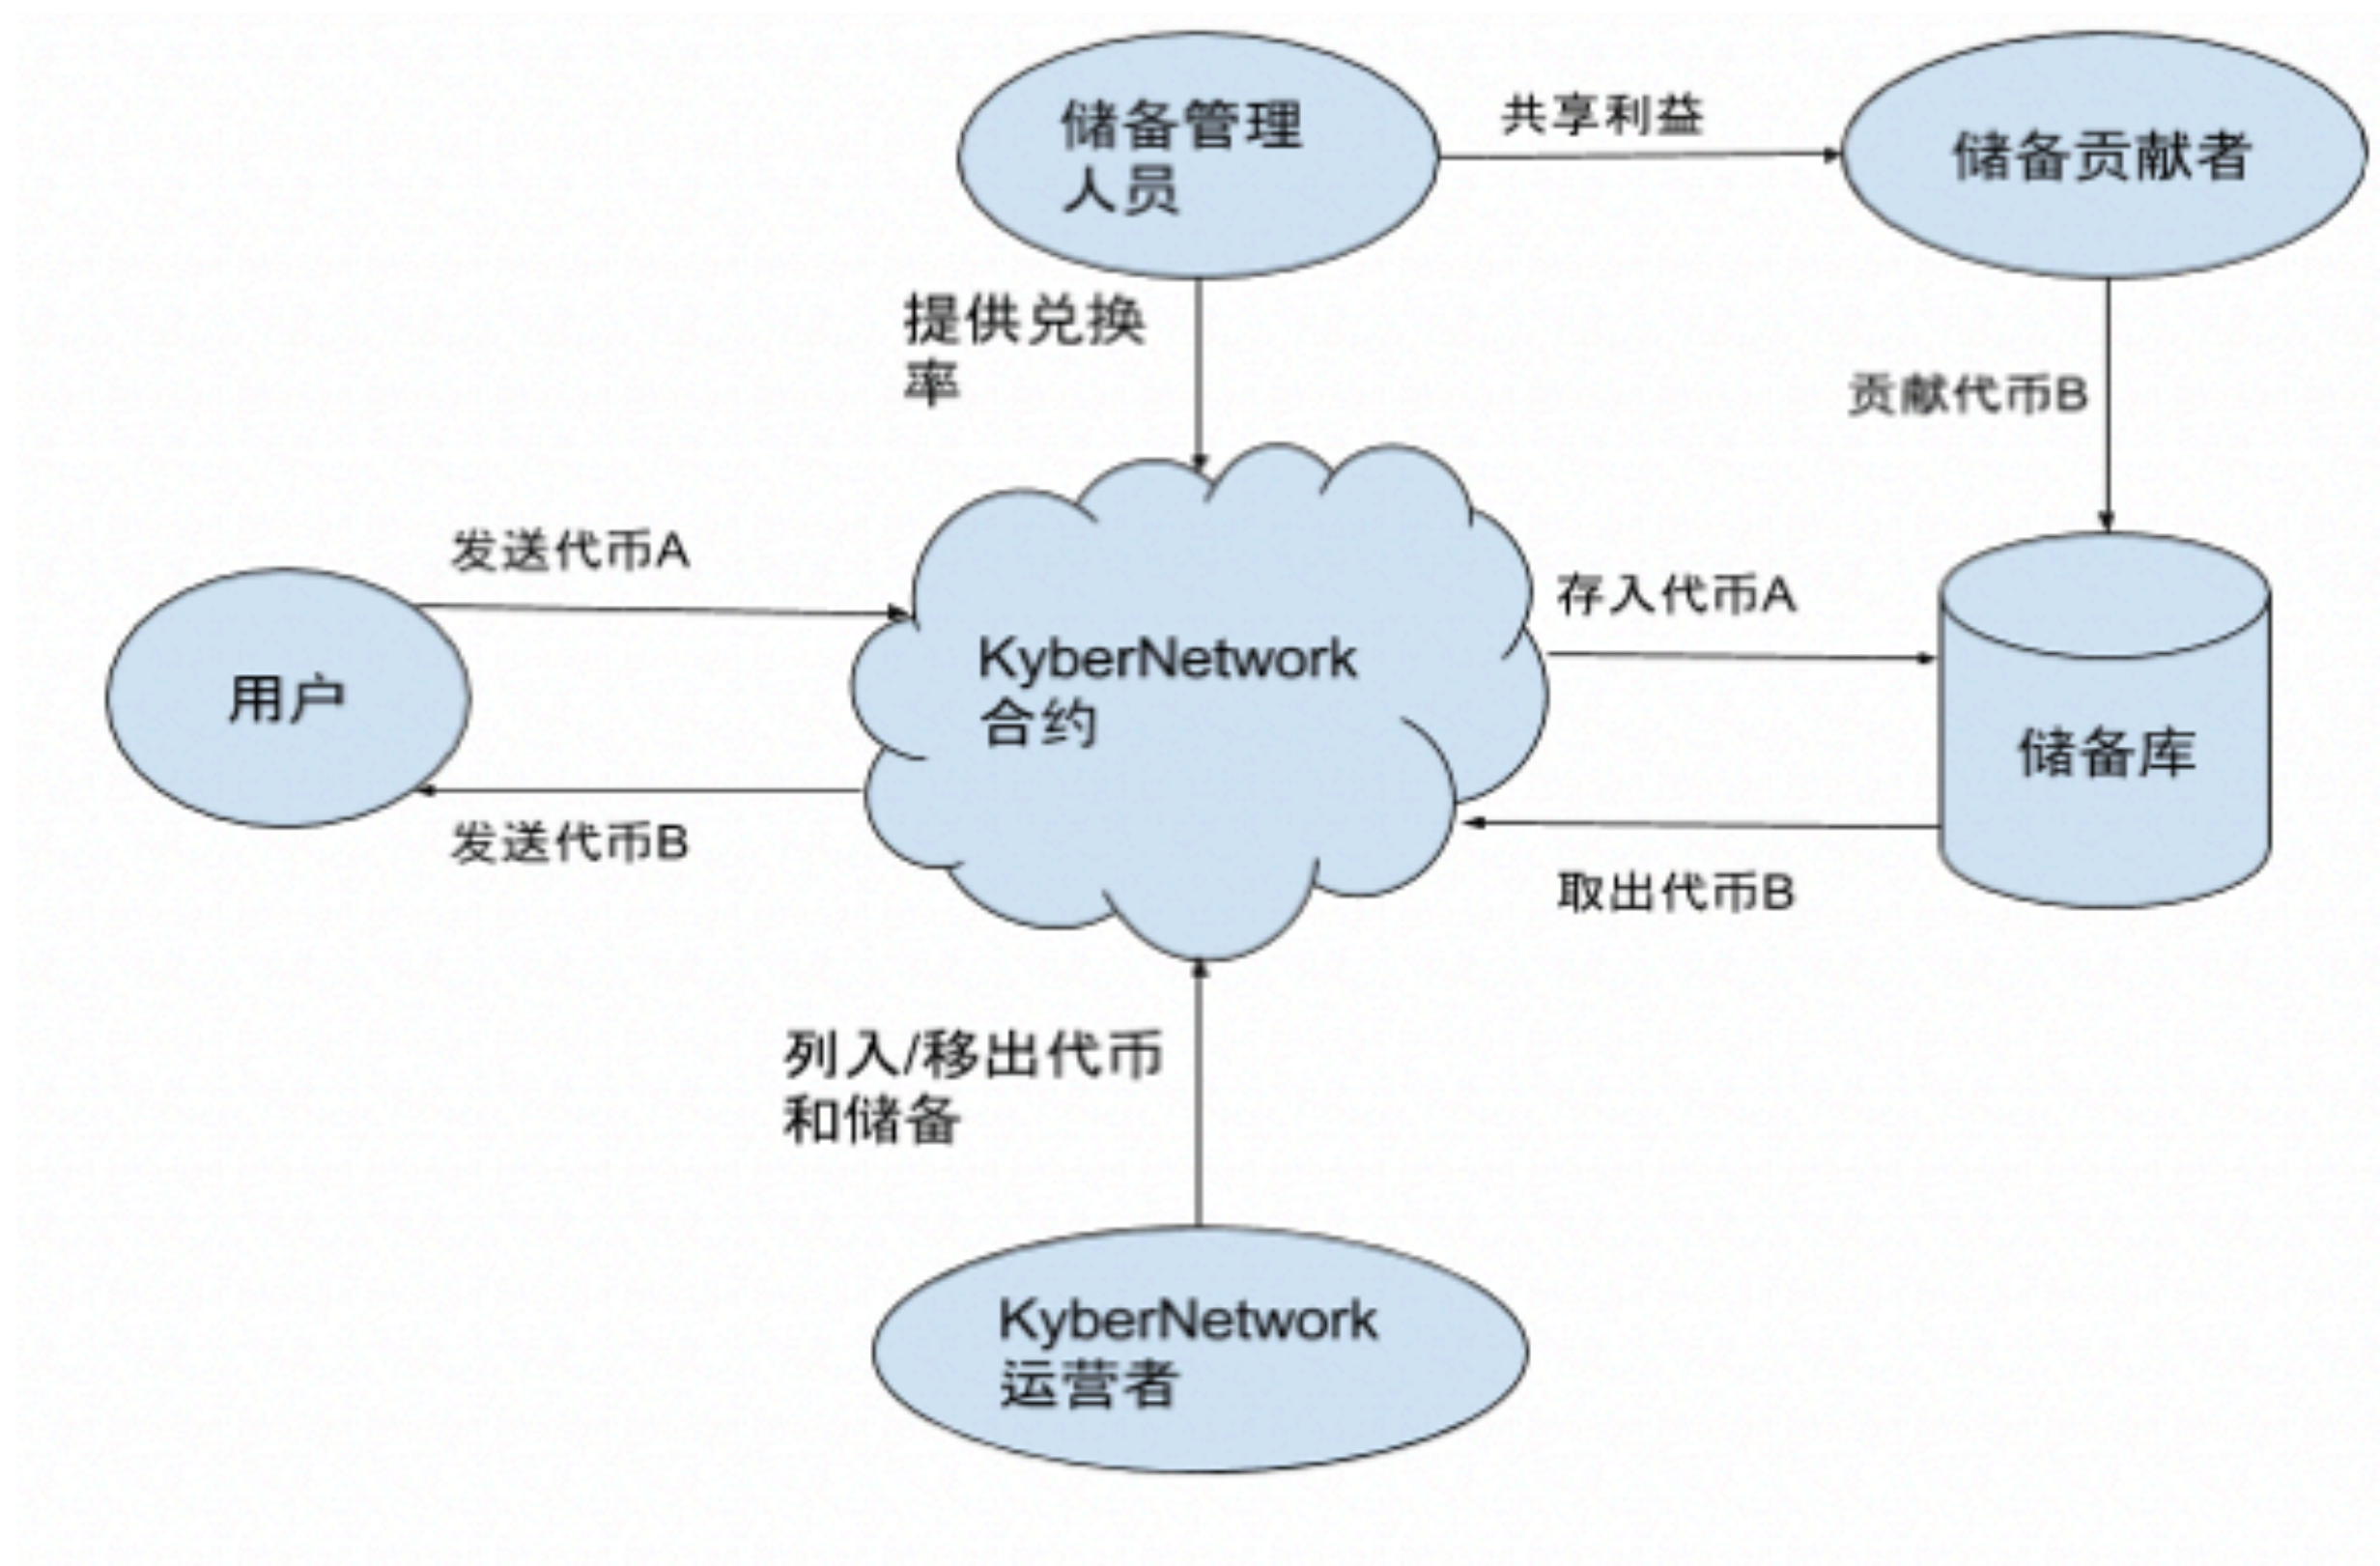 储备管理
人员
共享利益
储备贡献者
提供兑换
率
贡献代币B
发送代币A
存入代币A
用户
KyberNetwork
合约
储备库
发送代币B
取出代币B
列入/移出代币
和储备
KyberNetwork
运营者